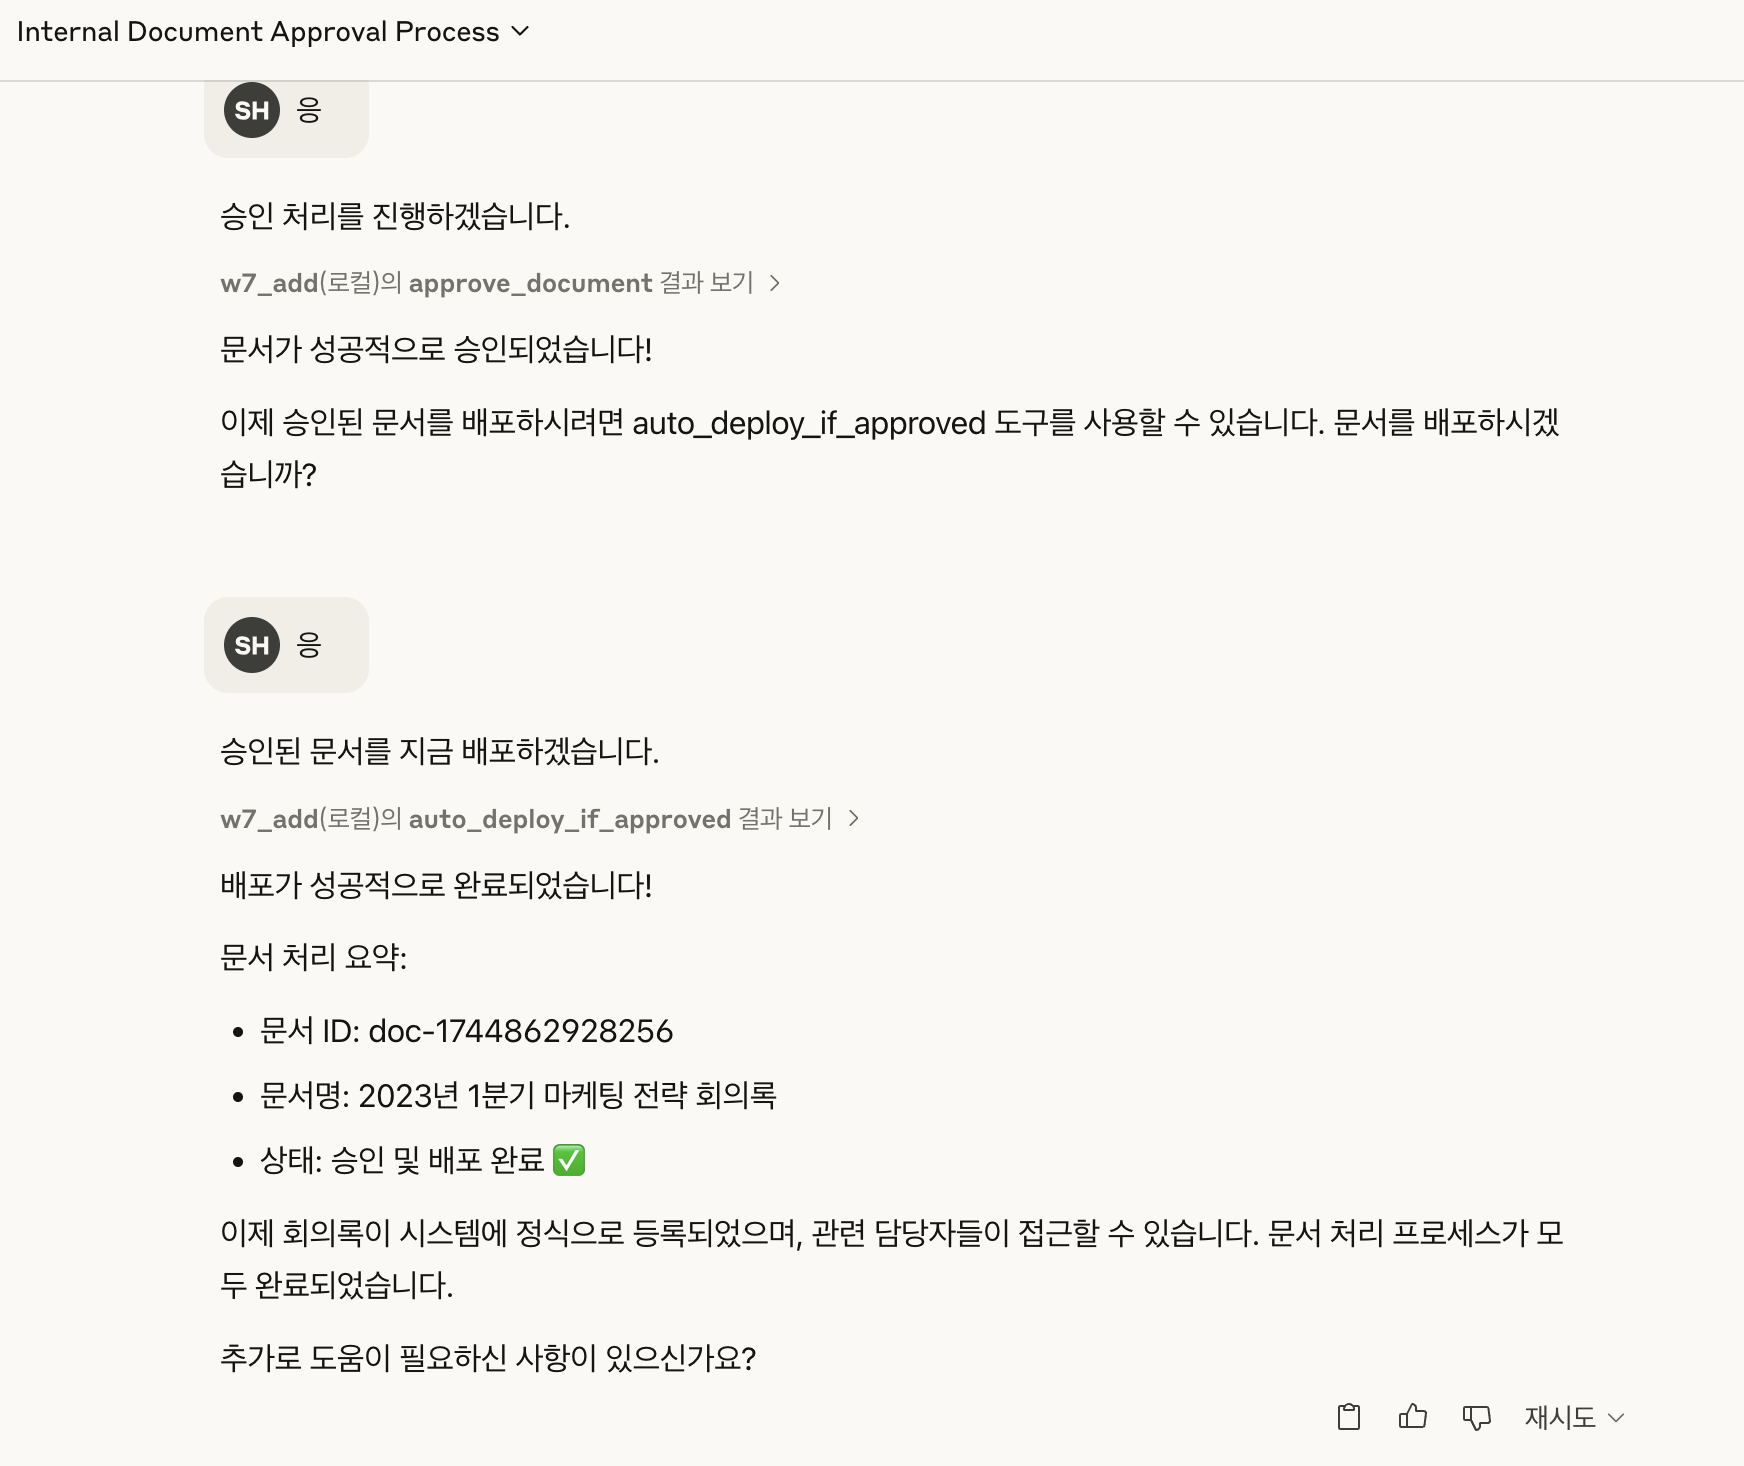 Internal Document Approval Process
SH 응
승인 처리를 진행하겠습니다.
w7_add(로컬)의 approve_document 결과 보기
문서가 성공적으로 승인되었습니다!
이제 승인된 문서를 배포하시려면 auto_deploy_if_approved 도구를 사용할 수 있습니다. 문서를 배포하시겠
습니까?
SH 응
승인된 문서를 지금 배포하겠습니다.
w7_add(로컬)의 auto_deploy_if_approved 결과 보기
배포가 성공적으로 완료되었습니다!
문서 처리 요약:
• 문서 ID: doc-1744862928256
• 문서명: 2023년 1분기 마케팅 전략 회의록
• 상태: 승인 및 배포 완료 ✅
이제 회의록이 시스템에 정식으로 등록되었으며, 관련 담당자들이 접근할 수 있습니다. 문서 처리 프로세스가 모
두 완료되었습니다.
추가로 도움이 필요하신 사항이 있으신가요?
재시도